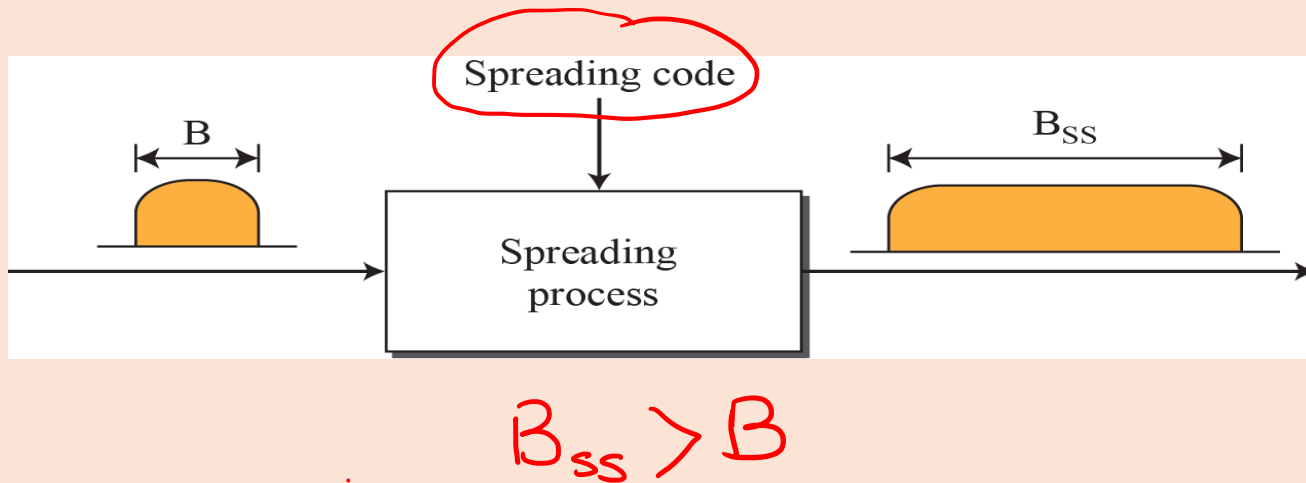 Spreading code
B
B_SS
Spreading
process
B_ss > B